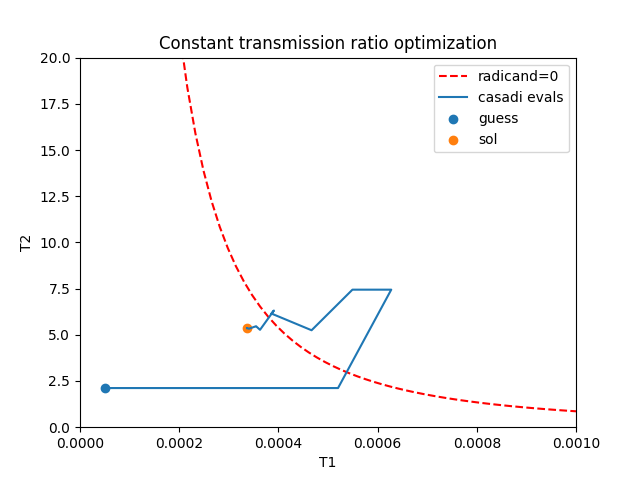 Constant transmission ratio optimization
20.0
17.5
15.0
12.5
10.0
7.5
5.0
2.5
0.0
T2
radicand=0
casadi evals
guess
sol
0.0000 0.0002 0.0004 0.0006 0.0008 0.0010
T1